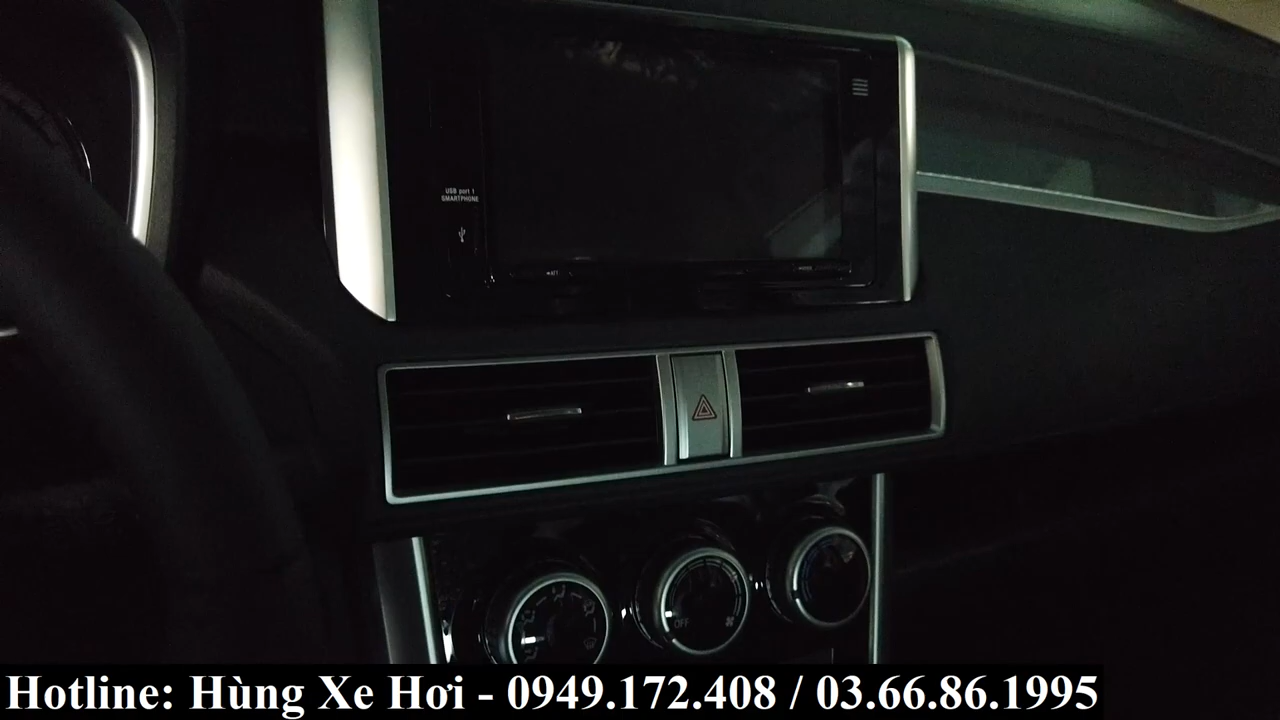 USB port 1
SMARTPHONE
OFF
Hotline: Hùng Xe Hơi - 0949.172.408 / 03.66.86.1995